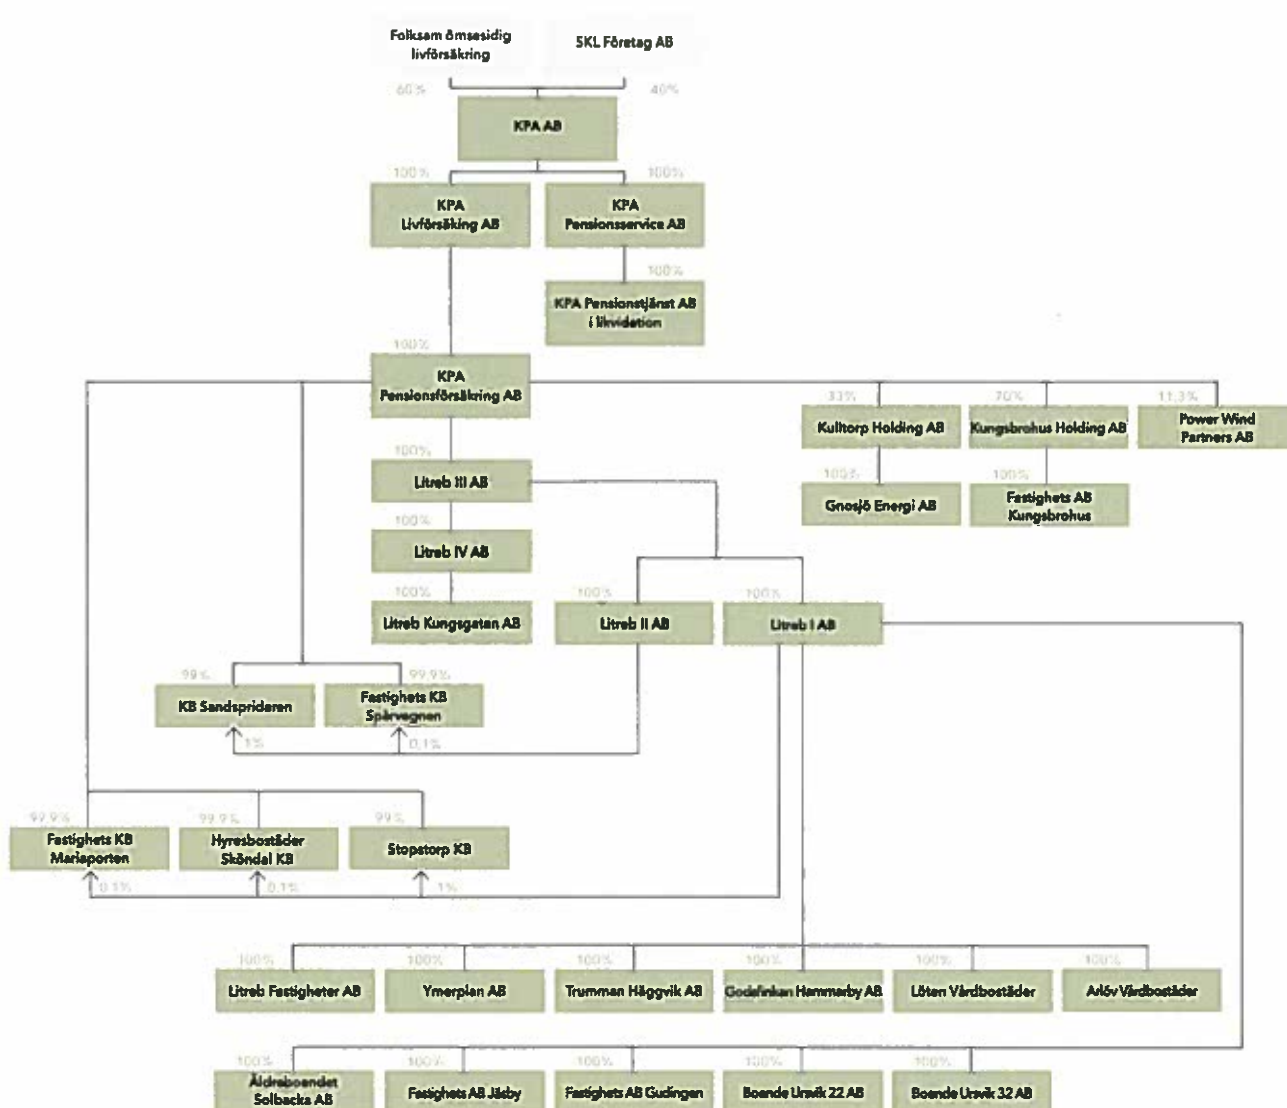 Folksam ömsesidig
livförsäkring
SKL Företag AB
60%
40%
KPA AB
100%
100%
KPA
Livförsäking AB
KPA
Pensionsservice AB
100%
KPA Pensionstjänst AB
i likvidation
100%
KPA
Pensionsförsäkring AB
33%
70%
11,3%
Kulltorp Holding AB
Kungsbrohus Holding AB
Power Wind
Partners AB
100%
100%
100%
Litreb III AB
Gnosjö Energi AB
Fastighets AB
Kungsbrohus
100%
Litreb IV AB
100%
100%
100%
Litreb Kungsgatan AB
Litreb II AB
Litreb I AB
99%
99,9%
KB Sandspridaren
Fastighets KB
Spårvagnen
1%
0,1%
99,9%
99,9%
99%
Fastighets KB
Mariaporten
Hyresbostäder
Sköndal KB
Stopstorp KB
0,1%
0,1%
1%
100%
100%
100%
100%
100%
100%
Litreb Fastigheter AB
Ymerplan AB
Trumman Häggvik AB
Godsfinkan Hammarby AB
Löten Vårdbostäder
Arlöv Vårdbostäder
100%
100%
100%
100%
100%
Äldreboendet
Solbacka AB
Fastighets AB Jäsby
Fastighets AB Gudingen
Boende Ursvik 22 AB
Boende Ursvik 32 AB